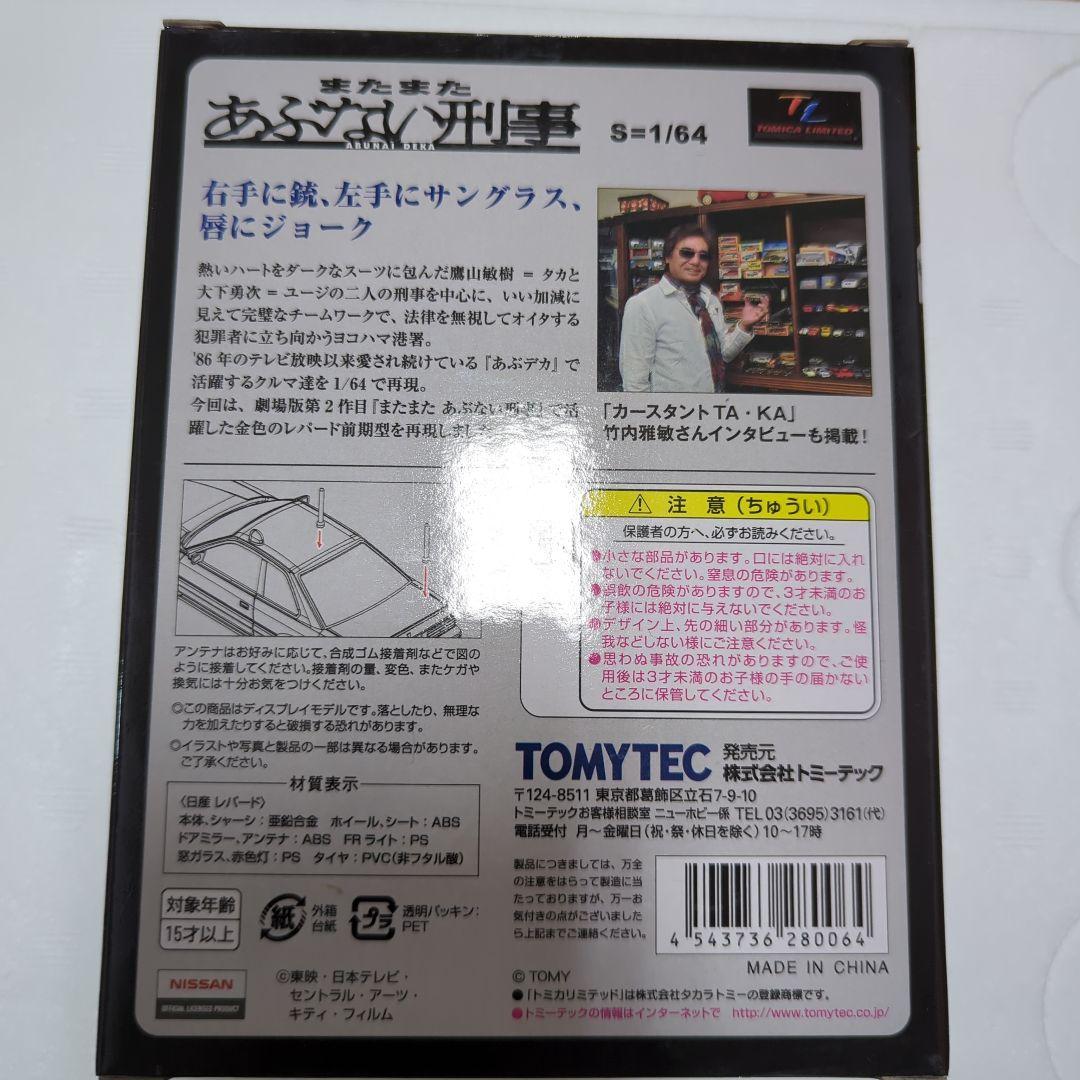 またまた
あぶない刑事
ABUNAI DEKA
S=1/64
TL
TOMICA LIMITED
右手に銃、左手にサングラス、
唇にジョーク
熱いハートをダークなスーツに包んだ鷹山敏樹 = タカと
大下勇次 = ユージの二人の刑事を中心に、いい加減に
見えて完璧なチームワークで、法律を無視してオイタする
犯罪者に立ち向かうヨコハマ港署。
'86年のテレビ放映以来愛され続けている『あぶデカ』で
活躍するクルマ達を1/64で再現。
今回は、劇場版第2作目『またまた あぶない刑事』で活
躍した金色のレパード前期型を再現しました
「カースタントTA・KA」
竹内雅敏さんインタビューも掲載!
アンテナはお好みに応じて、合成ゴム接着剤などで図の
ように接着してください。接着剤の量、変色、またケガや
換気には十分お気をつけください。
◎この商品はディスプレイモデルです。落としたり、無理な
力を加えたりすると破損する恐れがあります。
◎イラストや写真と製品の一部は異なる場合があります。
ご了承ください。
材質表示
〈日産 レパード〉
本体、シャーシ:亜鉛合金 ホイール、シート:ABS
ドアミラー、アンテナ:ABS FRライト:PS
窓ガラス、赤色灯:PS タイヤ:PVC(非フタル酸)
対象年齢
15才以上
紙
外箱
台紙
プラ
透明パッキン:
PET
NISSAN
OFFICIAL LICENSED PRODUCT
©東映・日本テレビ・
セントラル・アーツ・
キティ・フィルム
注 意(ちゅうい)
保護者の方へ、必ずお読みください。
●小さな部品があります。口には絶対に入れ
ないでください。窒息の危険があります。
●誤飲の危険がありますので、3才未満のお
子様には絶対に与えないでください。
●デザイン上、先の細い部分があります。怪
我などしない様にご注意ください。
●思わぬ事故の恐れがありますので、ご使
用後は3才未満のお子様の手の届かない
ところに保管してください。
TOMYTEC 発売元
株式会社トミーテック
〒124-8511 東京都葛飾区立石7-9-10
トミーテックお客様相談室 ニューホビー係 TEL 03(3695)3161(代)
電話受付 月〜金曜日(祝・祭・休日を除く)10〜17時
製品につきましては、万全
の注意をはらって製造に当
たっておりますが、万一お
気付きの点がございました
ら上記までご連絡ください。
4 543736 280064
MADE IN CHINA
© TOMY
●「トミカリミテッド」は株式会社タカラトミーの登録商標です。
●トミーテックの情報はインターネットで http://www.tomytec.co.jp/